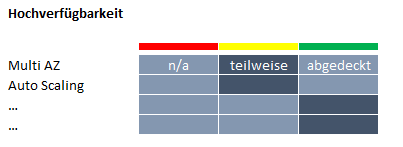 Hochverfügbarkeit
Multi AZ n/a teilweise abgedeckt
Auto Scaling
...
...